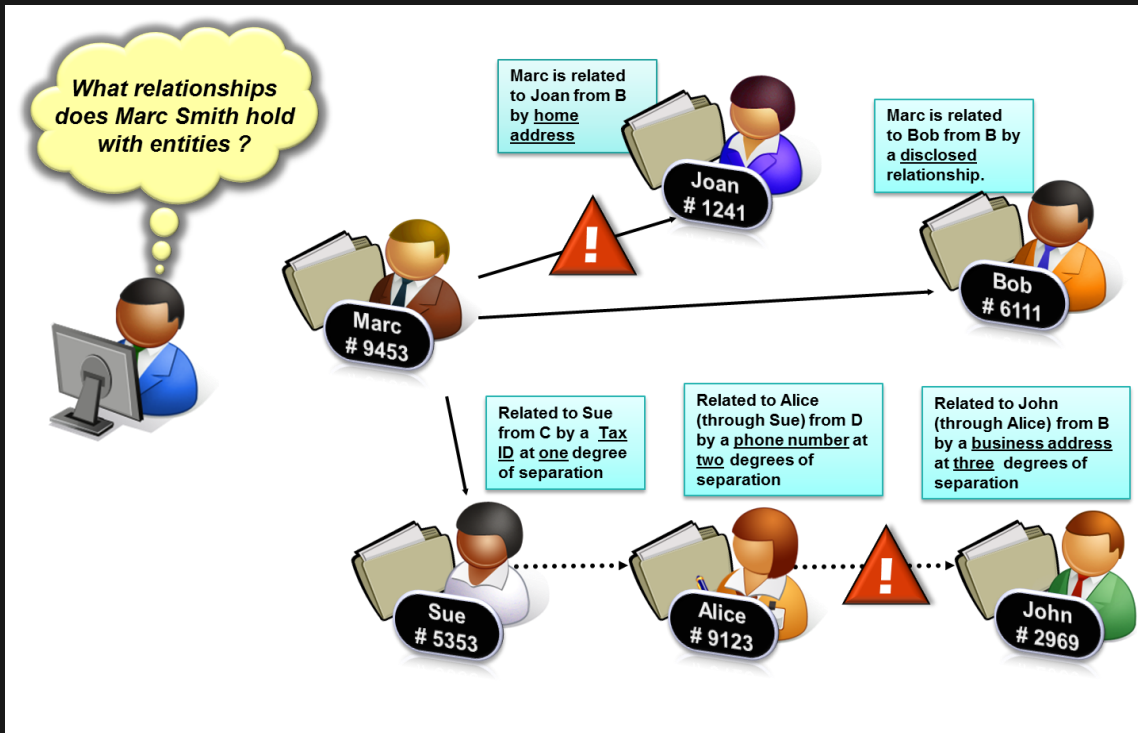 What relationships
does Marc Smith hold
with entities ?
Marc is related
to Joan from B
by home
address
Joan
# 1241
Marc is related
to Bob from B by
a disclosed
relationship.
Bob
# 6111
Marc
# 9453
Related to Sue
from C by a Tax
ID at one degree
of separation
Related to Alice
(through Sue) from D
by a phone number at
two degrees of
separation
Related to John
(through Alice) from B
by a business address
at three degrees of
separation
Sue
# 5353
Alice
# 9123
John
# 2969
!
!